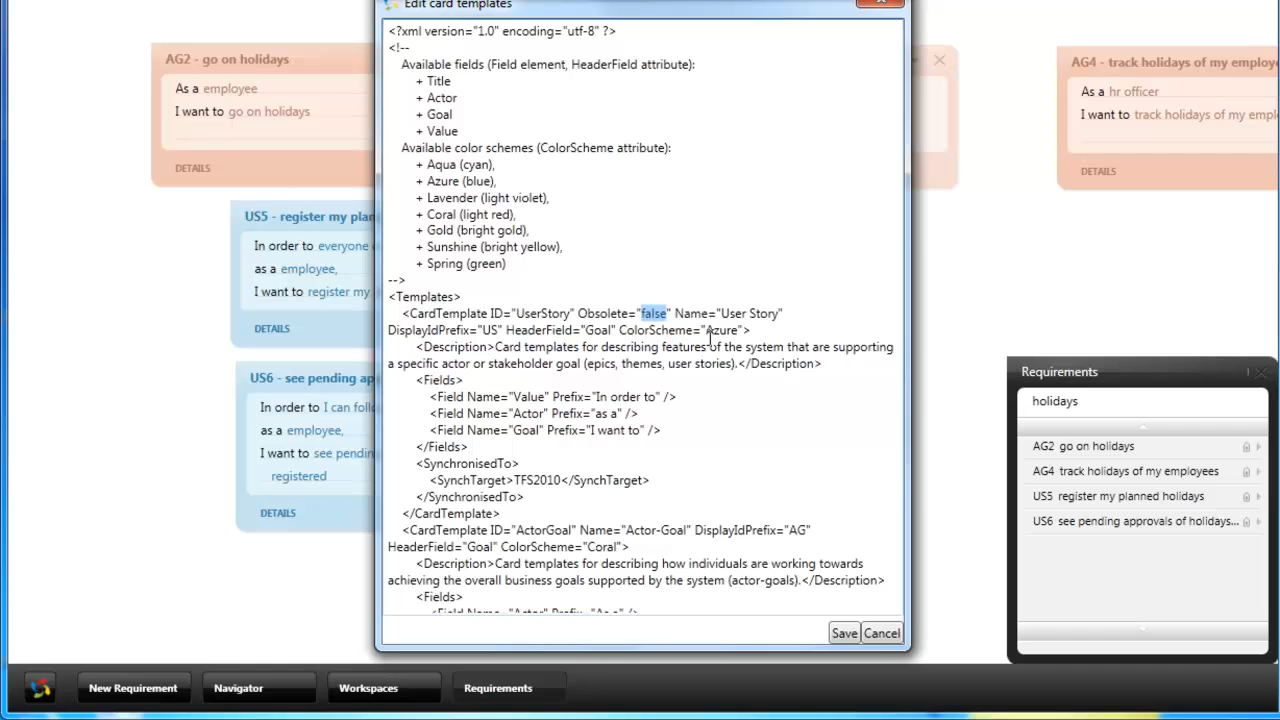 Edit card templates
<?xml version="1.0" encoding="utf-8" ?>
<!--
Available fields (Field element, HeaderField attribute):
+ Title
+ Actor
+ Goal
+ Value
Available color schemes (ColorScheme attribute):
+ Aqua (cyan),
+ Azure (blue),
+ Lavender (light violet),
+ Coral (light red),
+ Gold (bright gold),
+ Sunshine (bright yellow),
+ Spring (green)
-->
<Templates>
<CardTemplate ID="UserStory" Obsolete="false" Name="User Story"
DisplayIdPrefix="US" HeaderField="Goal" ColorScheme="Azure">
<Description>Card templates for describing features of the system that are supporting
a specific actor or stakeholder goal (epics, themes, user stories).</Description>
<Fields>
<Field Name="Value" Prefix="In order to" />
<Field Name="Actor" Prefix="as a" />
<Field Name="Goal" Prefix="I want to" />
</Fields>
<SynchronisedTo>
<SynchTarget>TFS2010</SynchTarget>
</SynchronisedTo>
</CardTemplate>
<CardTemplate ID="ActorGoal" Name="Actor-Goal" DisplayIdPrefix="AG"
HeaderField="Goal" ColorScheme="Coral">
<Description>Card templates for describing how individuals are working towards
achieving the overall business goals supported by the system (actor-goals).</Description>
<Fields>
<Field Name="Actor" Prefix="As a" />
Save Cancel
AG2 - go on holidays
As a employee
I want to go on holidays
DETAILS
US5 - register my plan
In order to everyone
as a employee,
I want to register my
DETAILS
US6 - see pending ap
In order to I can follo
as a employee,
I want to see pending
registered
DETAILS
AG4 - track holidays of my employe
As a hr officer
I want to track holidays of my emplo
DETAILS
Requirements
holidays
AG2 go on holidays
AG4 track holidays of my employees
US5 register my planned holidays
US6 see pending approvals of holidays...
New Requirement Navigator Workspaces Requirements